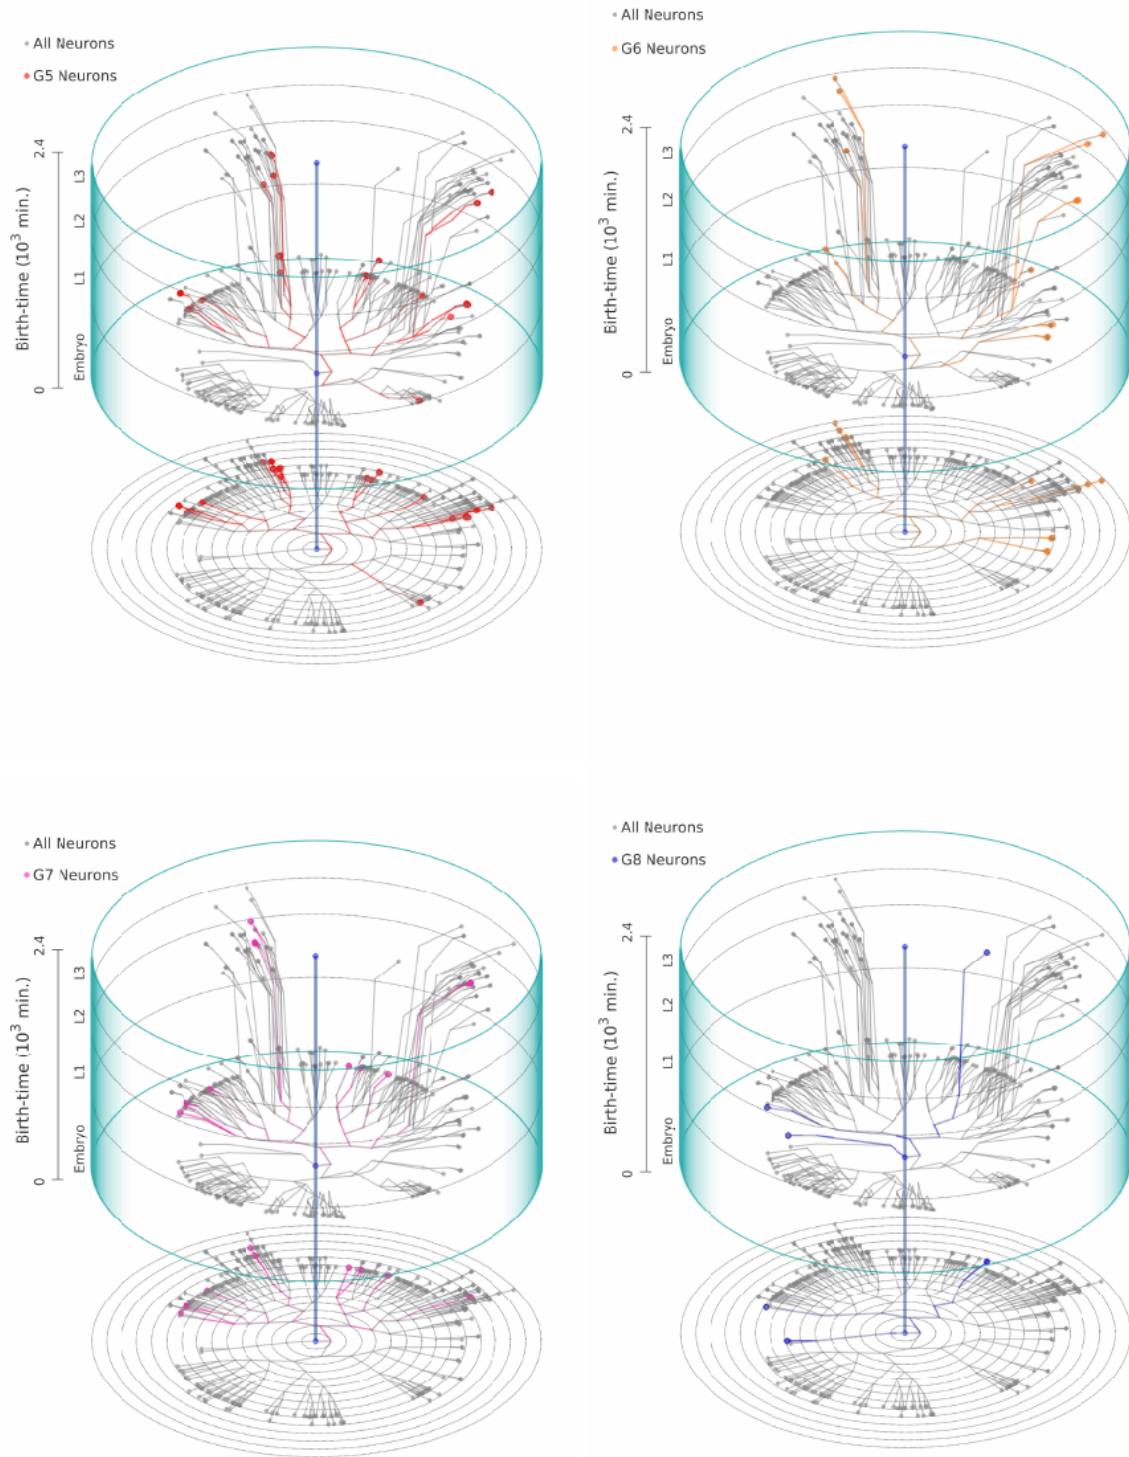 All Neurons
G5 Neurons
Birth-time (10³ min.)
2.4
0
L3
L2
L1
Embryo
All Neurons
G6 Neurons
Birth-time (10³ min.)
2.4
0
L3
L2
L1
Embryo
All Neurons
G7 Neurons
Birth-time (10³ min.)
2.4
0
L3
L2
L1
Embryo
All Neurons
G8 Neurons
Birth-time (10³ min.)
2.4
0
L3
L2
L1
Embryo